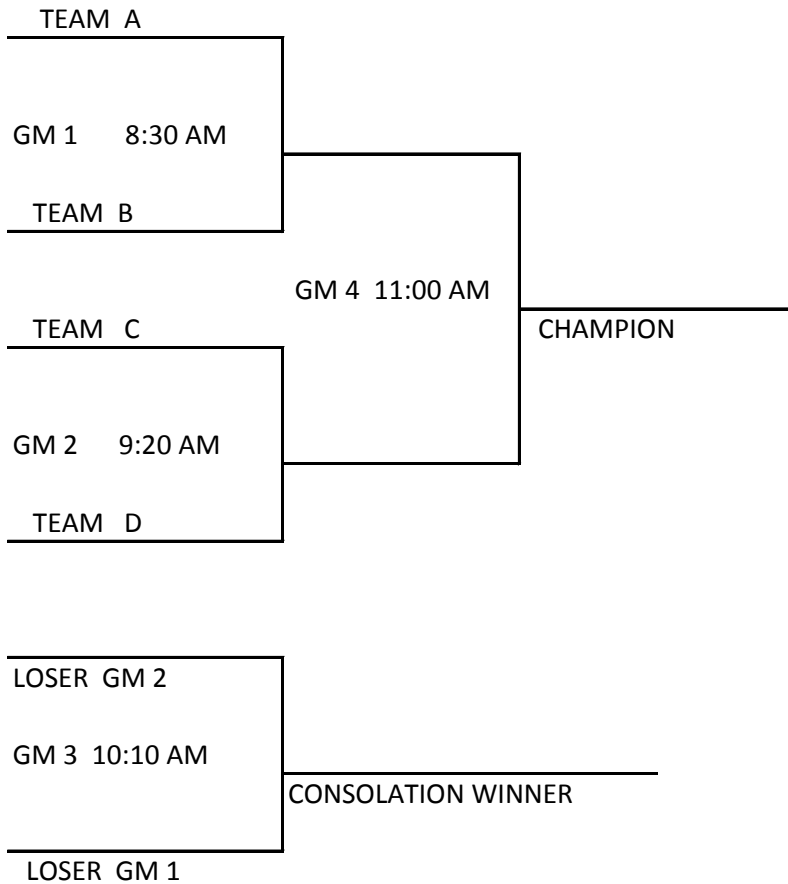 TEAM A
GM 1 8:30 AM
TEAM B
GM 4 11:00 AM
TEAM C
CHAMPION
GM 2 9:20 AM
TEAM D
LOSER GM 2
GM 3 10:10 AM
CONSOLATION WINNER
LOSER GM 1